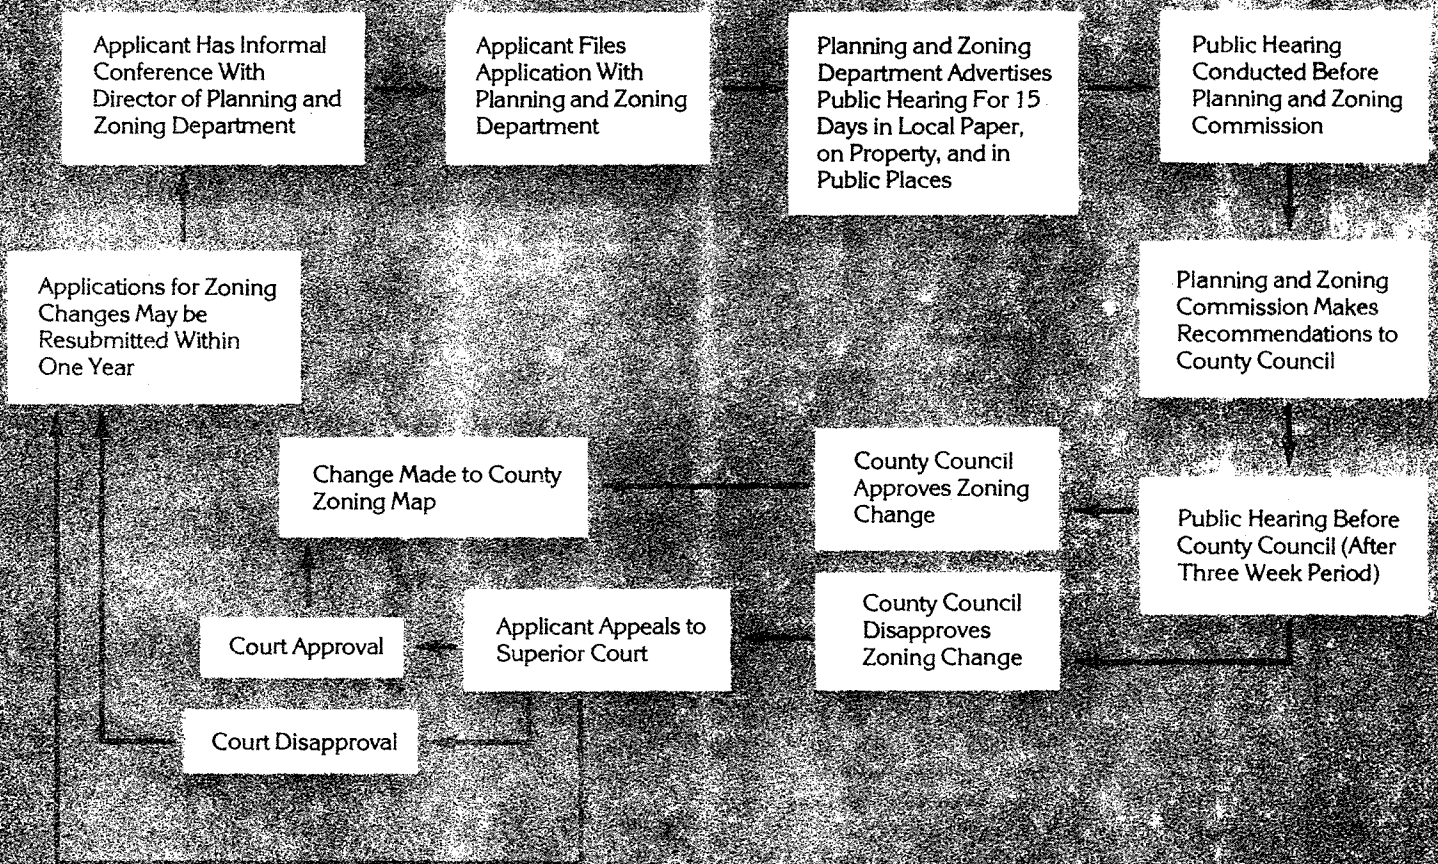 Applicant Has Informal
Conference With
Director of Planning and
Zoning Department
Applicant Files
Application With
Planning and Zoning
Department
Planning and Zoning
Department Advertises
Public Hearing For 15
Days in Local Paper,
on Property, and in
Public Places
Public Hearing
Conducted Before
Planning and Zoning
Commission
Planning and Zoning
Commission Makes
Recommendations to
County Council
Public Hearing Before
County Council (After
Three Week Period)
County Council
Approves Zoning
Change
County Council
Disapproves
Zoning Change
Change Made to County
Zoning Map
Applicant Appeals to
Superior Court
Court Approval
Court Disapproval
Applications for Zoning
Changes May be
Resubmitted Within
One Year